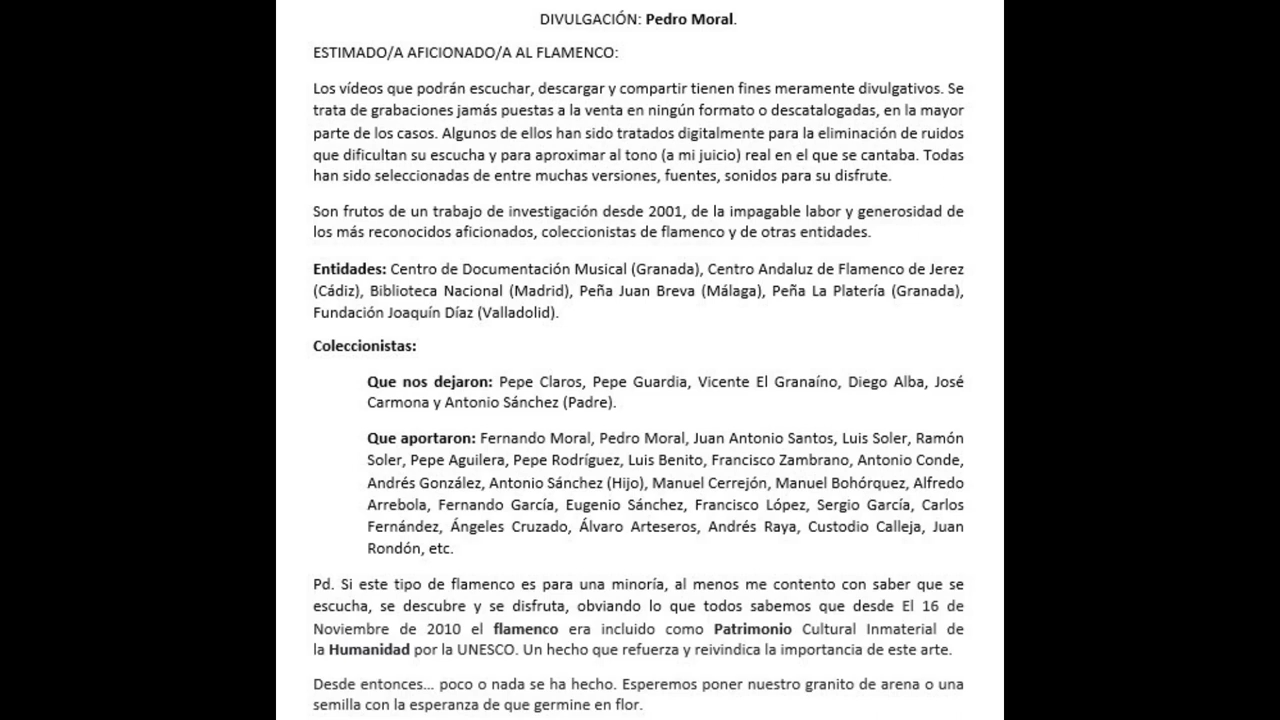 DIVULGACIÓN: Pedro Moral.
ESTIMADO/A AFICIONADO/A AL FLAMENCO:
Los vídeos que podrán escuchar, descargar y compartir tienen fines meramente divulgativos. Se
trata de grabaciones jamás puestas a la venta en ningún formato o descatalogadas, en la mayor
parte de los casos. Algunos de ellos han sido tratados digitalmente para la eliminación de ruidos
que dificultan su escucha y para aproximar al tono (a mi juicio) real en el que se cantaba. Todas
han sido seleccionadas de entre muchas versiones, fuentes, sonidos para su disfrute.
Son frutos de un trabajo de investigación desde 2001, de la impagable labor y generosidad de
los más reconocidos aficionados, coleccionistas de flamenco y de otras entidades.
Entidades: Centro de Documentación Musical (Granada), Centro Andaluz de Flamenco de Jerez
(Cádiz), Biblioteca Nacional (Madrid), Peña Juan Breva (Málaga), Peña La Platería (Granada),
Fundación Joaquín Díaz (Valladolid).
Coleccionistas:
Que nos dejaron: Pepe Claros, Pepe Guardia, Vicente El Granaíno, Diego Alba, José
Carmona y Antonio Sánchez (Padre).
Que aportaron: Fernando Moral, Pedro Moral, Juan Antonio Santos, Luis Soler, Ramón
Soler, Pepe Aguilera, Pepe Rodríguez, Luis Benito, Francisco Zambrano, Antonio Conde,
Andrés González, Antonio Sánchez (Hijo), Manuel Cerrejón, Manuel Bohórquez, Alfredo
Arrebola, Fernando García, Eugenio Sánchez, Francisco López, Sergio García, Carlos
Fernández, Ángeles Cruzado, Álvaro Arteseros, Andrés Raya, Custodio Calleja, Juan
Rondón, etc.
Pd. Si este tipo de flamenco es para una minoría, al menos me contento con saber que se
escucha, se descubre y se disfruta, obviando lo que todos sabemos que desde El 16 de
Noviembre de 2010 el flamenco era incluido como Patrimonio Cultural Inmaterial de
la Humanidad por la UNESCO. Un hecho que refuerza y reivindica la importancia de este arte.
Desde entonces... poco o nada se ha hecho. Esperemos poner nuestro granito de arena o una
semilla con la esperanza de que germine en flor.